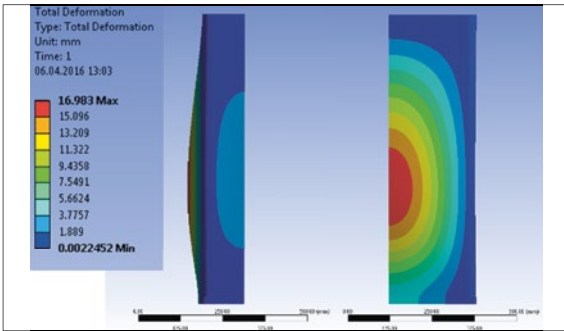 Total Deformation
Type: Total Deformation
Unit: mm
Time: 1
06.04.2016 13:03
16.983 Max
15.096
13.209
11.322
9.4358
7.5491
5.6624
3.7757
1.889
0.0022452 Min